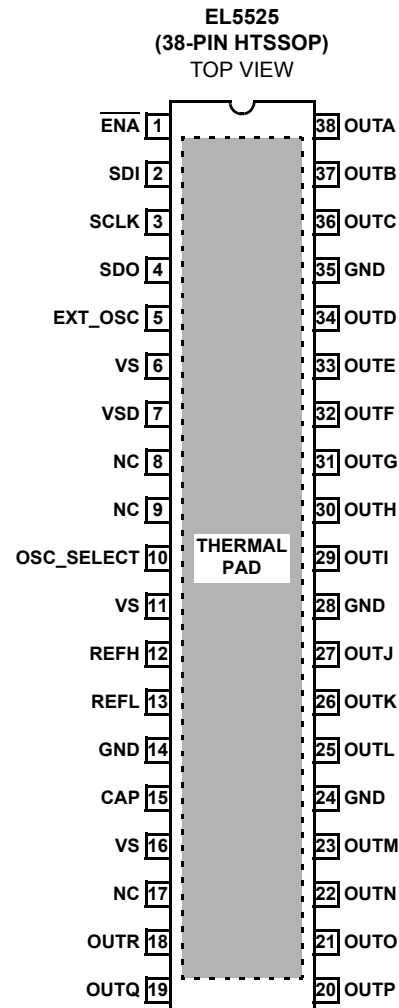 EL5525
(38-PIN HTSSOP)
TOP VIEW
ENA 1 38 OUTA
SDI 2 37 OUTB
SCLK 3 36 OUTC
SDO 4 35 GND
EXT_OSC 5 34 OUTD
VS 6 33 OUTE
VSD 7 32 OUTF
NC 8 31 OUTG
NC 9 30 OUTH
OSC_SELECT 10 THERMAL 29 OUTI
PAD
VS 11 28 GND
REFH 12 27 OUTJ
REFL 13 26 OUTK
GND 14 25 OUTL
CAP 15 24 GND
VS 16 23 OUTM
NC 17 22 OUTN
OUTR 18 21 OUTO
OUTQ 19 20 OUTP